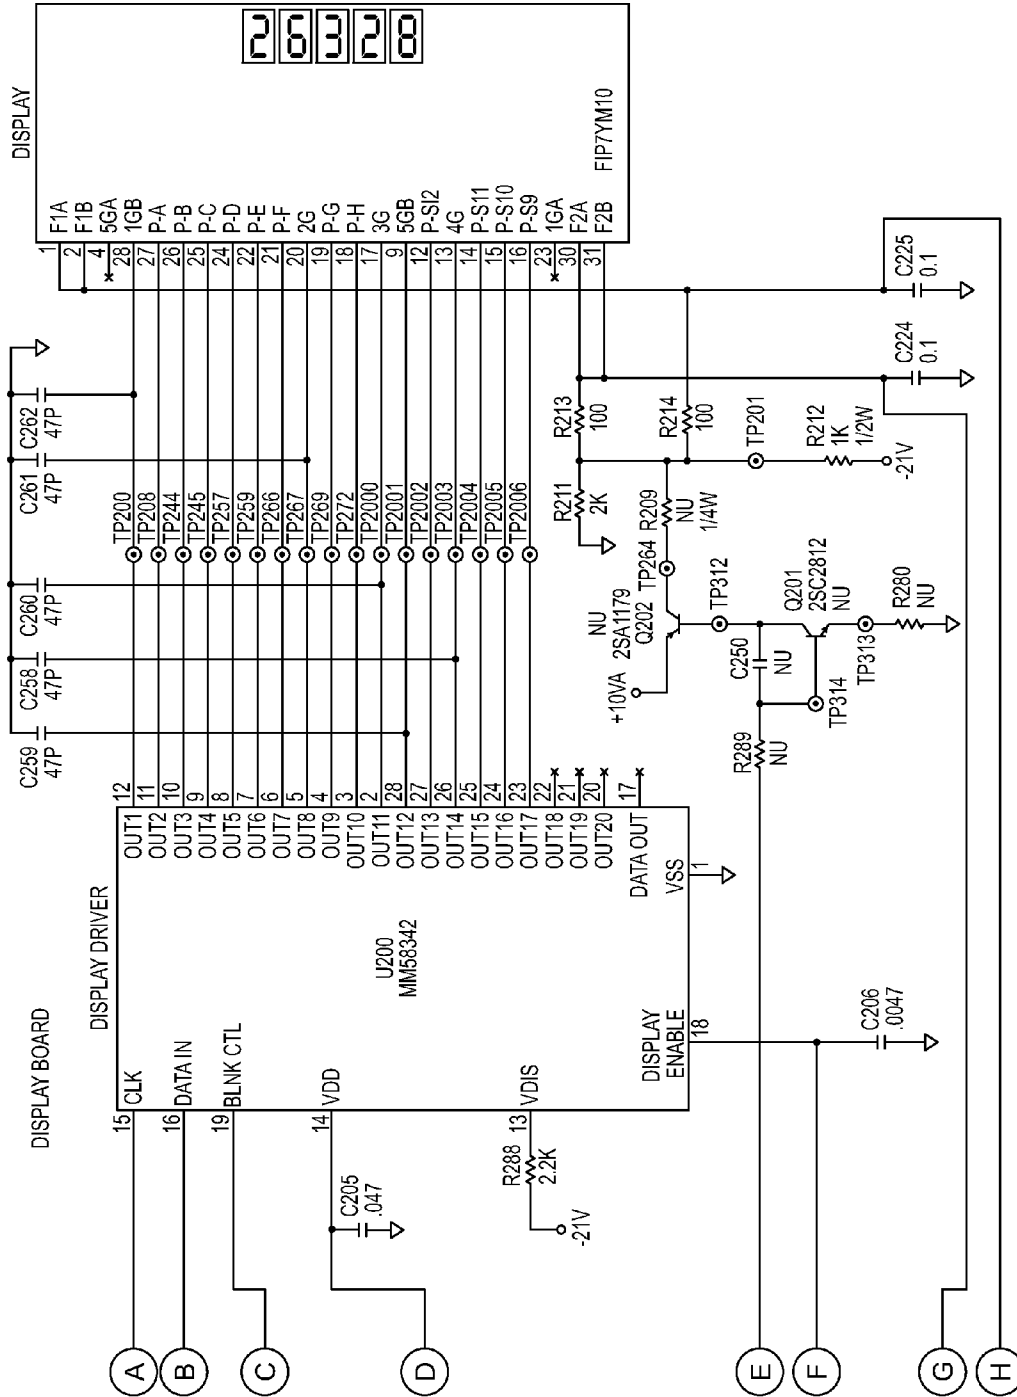 DISPLAY BOARD
DISPLAY DRIVER
DISPLAY
26328
FIP7YM10
U200
MM58342
15 CLK
16 DATA IN
19 BLNK CTL
14 VDD
13 VDIS
DISPLAY
ENABLE
18
VSS
1
DATA OUT 17
OUT1 12
OUT2 11
OUT3 10
OUT4 9
OUT5 8
OUT6 7
OUT7 6
OUT8 5
OUT9 4
OUT10 3
OUT11 2
OUT12 28
OUT13 27
OUT14 26
OUT15 25
OUT16 24
OUT17 23
OUT18 22
OUT19 21
OUT20 20
TP200
TP208
TP244
TP245
TP257
TP259
TP266
TP267
TP269
TP272
TP2000
TP2001
TP2002
TP2003
TP2004
TP2005
TP2006
1 F1A
2 F1B
4 5GA
28 1GB
27 P-A
26 P-B
25 P-C
24 P-D
22 P-E
21 P-F
20 2G
19 P-G
18 P-H
17 3G
9 5GB
12 P-SI2
13 4G
14 P-S11
15 P-S10
16 P-S9
23 1GA
30 F2A
31 F2B
C259
47P
C258
47P
C260
47P
C261
47P
C262
47P
C205
.047
R288
2.2K
-21V
C206
.0047
+10VA
NU
2SA1179
Q202
TP264
R209
NU
1/4W
R211
2K
R213
100
R214
100
TP201
R212
1K
1/2W
-21V
C224
0.1
C225
0.1
TP312
C250
NU
R289
NU
TP314
TP313
Q201
2SC2812
NU
R280
NU
A
B
C
D
E
F
G
H